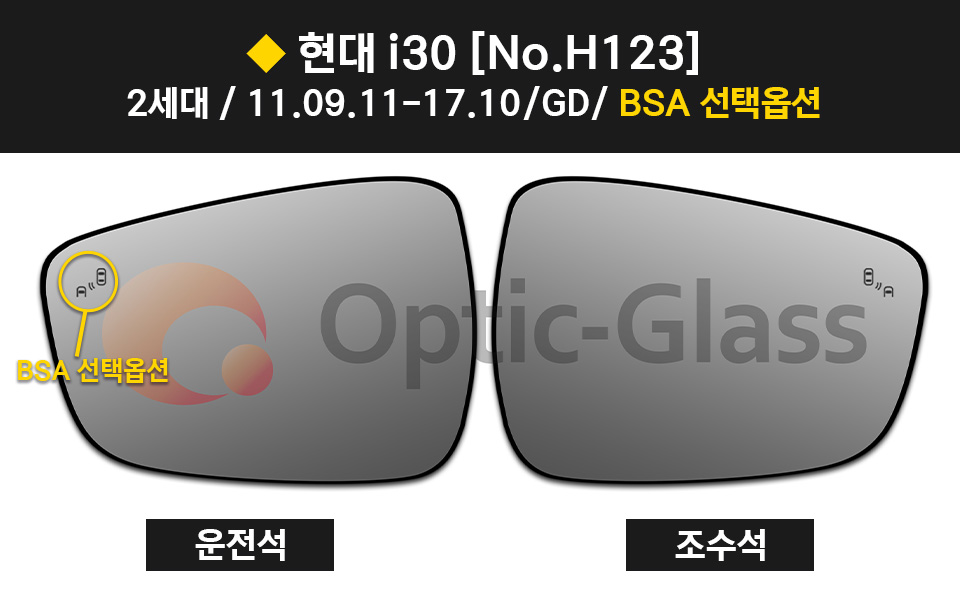 ◆ 현대 i30 [No.H123]
2세대 / 11.09.11-17.10/GD/ BSA 선택옵션
Optic-Glass
BSA 선택옵션
운전석
조수석